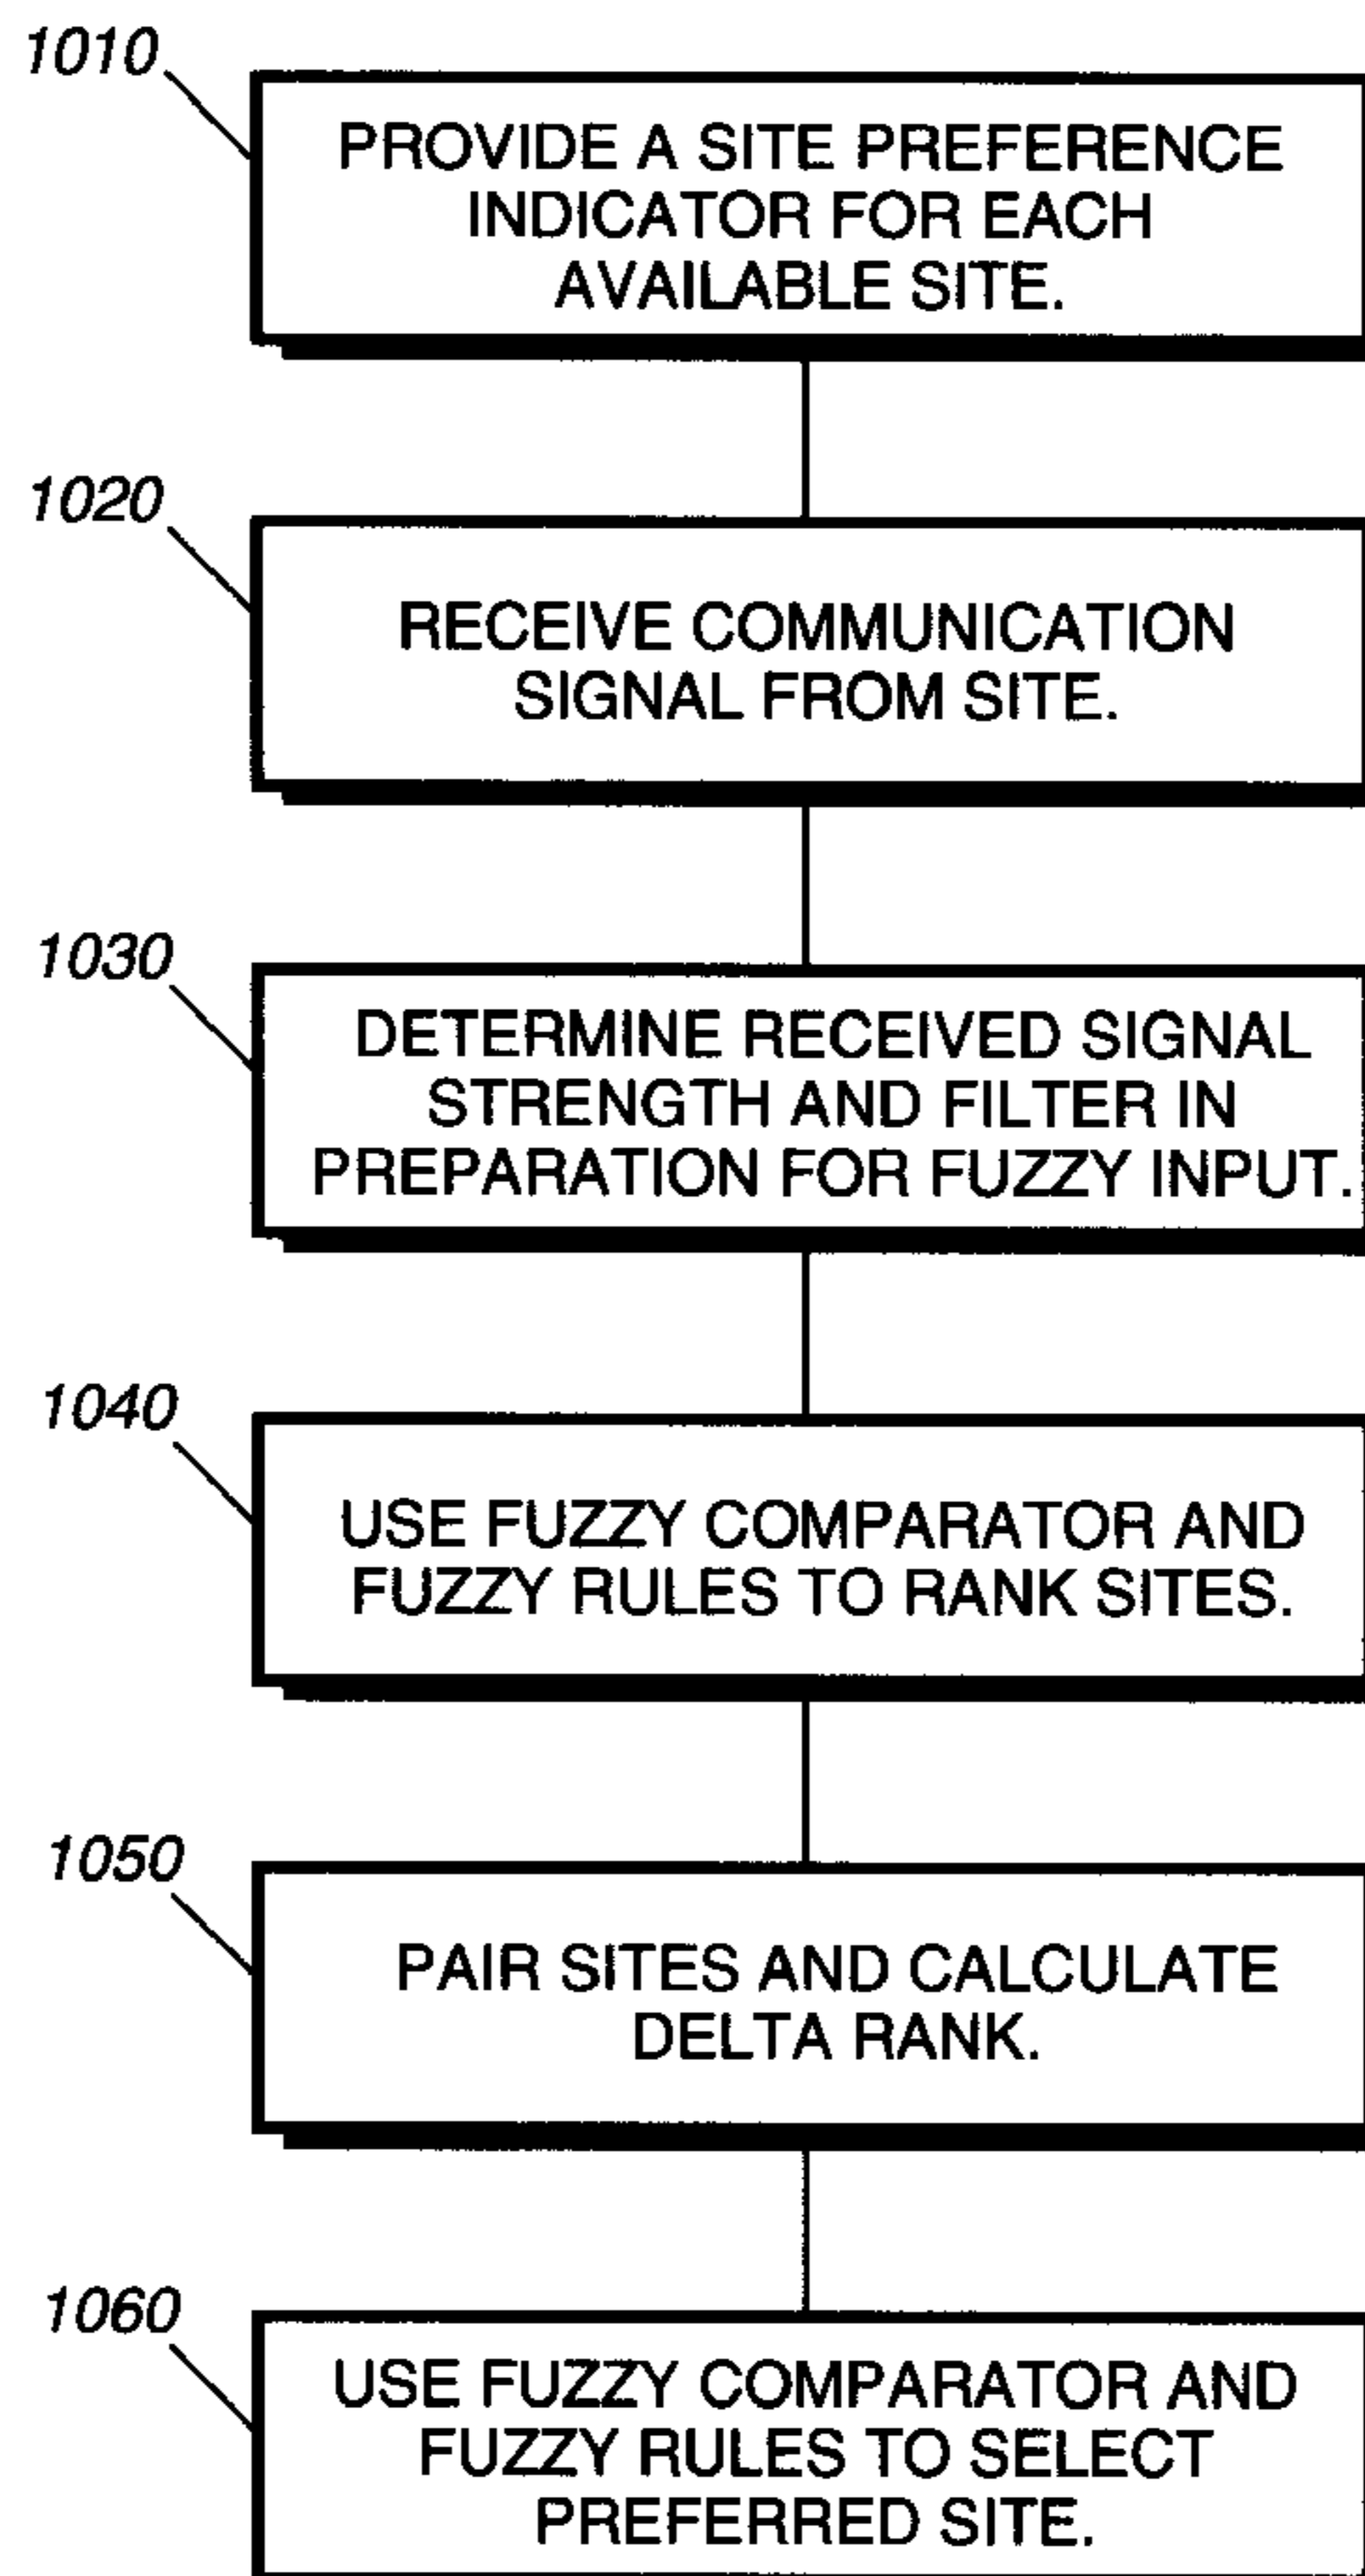 1010
PROVIDE A SITE PREFERENCE
INDICATOR FOR EACH
AVAILABLE SITE.
1020
RECEIVE COMMUNICATION
SIGNAL FROM SITE.
1030
DETERMINE RECEIVED SIGNAL
STRENGTH AND FILTER IN
PREPARATION FOR FUZZY INPUT.
1040
USE FUZZY COMPARATOR AND
FUZZY RULES TO RANK SITES.
1050
PAIR SITES AND CALCULATE
DELTA RANK.
1060
USE FUZZY COMPARATOR AND
FUZZY RULES TO SELECT
PREFERRED SITE.